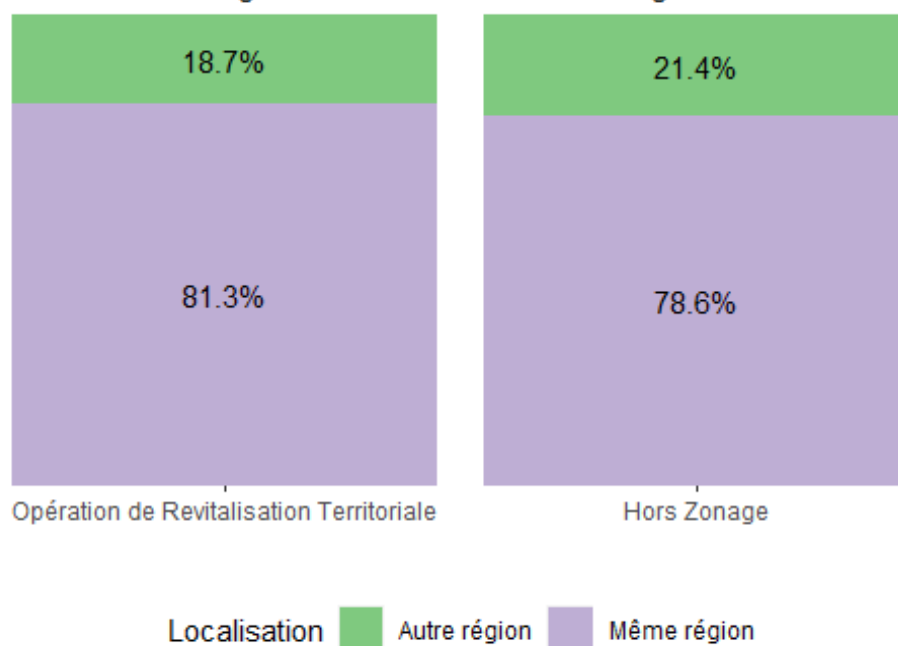 18.7%
21.4%
81.3%
78.6%
Opération de Revitalisation Territoriale
Hors Zonage
Localisation Autre région Même région